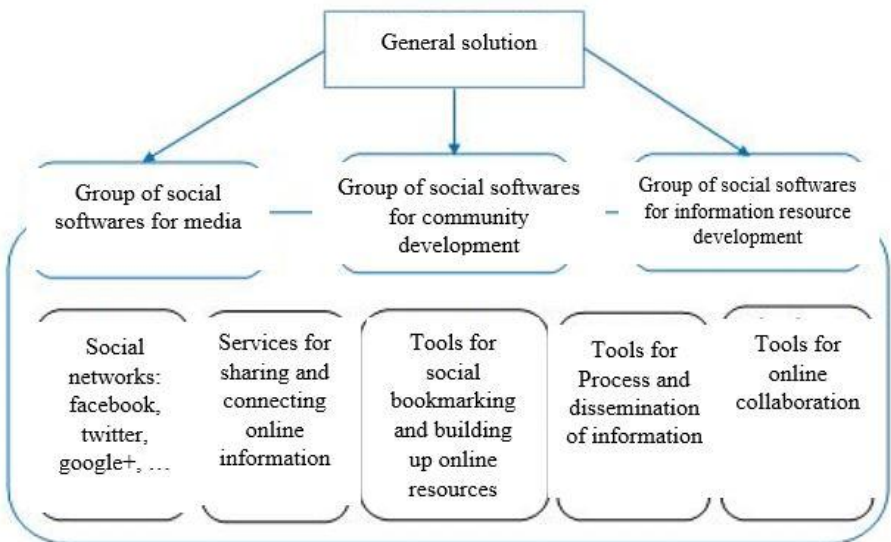 General solution
Group of social
softwares for media
Group of social softwares
for community
development
Group of social softwares
for information resource
development
Social
networks:
facebook,
twitter,
google+, …
Services for
sharing and
connecting
online
information
Tools for
social
bookmarking
and building
up online
resources
Tools for
Process and
dissemination
of information
Tools for
online
collaboration